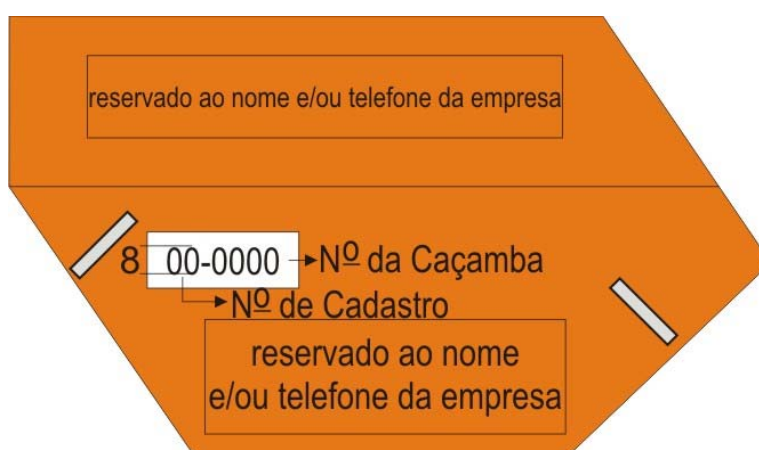 reservado ao nome e/ou telefone da empresa
8 00-0000 Nº da Caçamba
Nº de Cadastro
reservado ao nome
e/ou telefone da empresa